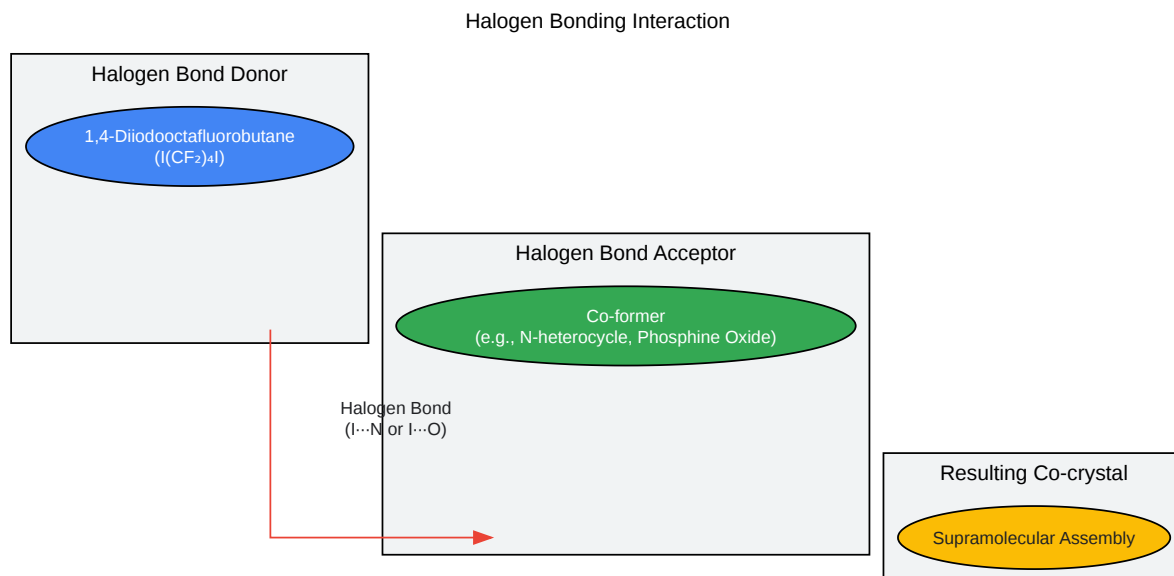 Halogen Bonding Interaction
Halogen Bond Donor
1,4-Diiodooctafluorobutane
(I(CF₂)₄I)
Halogen Bond Acceptor
Co-former
(e.g., N-heterocycle, Phosphine Oxide)
Halogen Bond
(I···N or I···O)
Resulting Co-crystal
Supramolecular Assembly